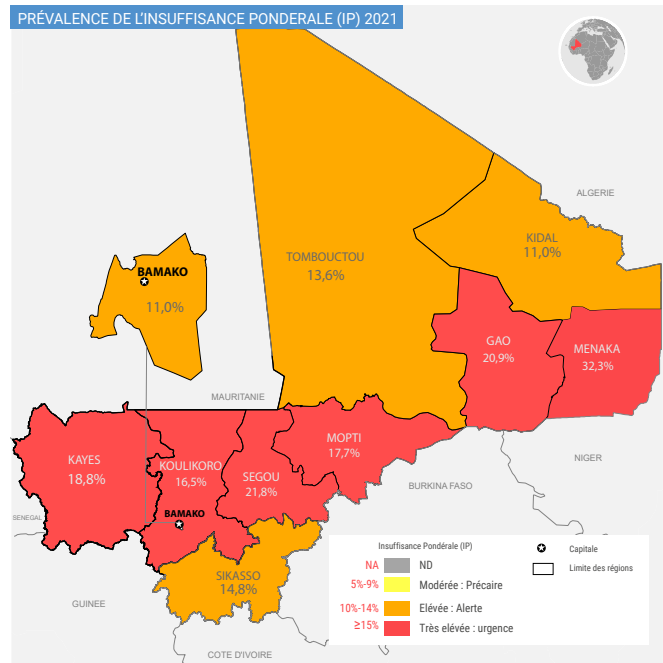 PRÉVALENCE DE L'INSUFFISANCE PONDERALE (IP) 2021
ALGERIE
KIDAL
11,0%
TOMBOUCTOU
13,6%
BAMAKO
11,0%
GAO
20,9%
MENAKA
32,3%
MAURITANIE
MOPTI
17,7%
KAYES
18,8%
KOULIKORO
16,5%
SEGOU
21,8%
NIGER
BURKINA FASO
BAMAKO
SENEGAL
SIKASSO
14,8%
GUINEE
COTE D'IVOIRE
Insuffisance Pondérale (IP)
NA ND
5%-9% Modérée : Précaire
10%-14% Elévée : Alerte
≥15% Très elévée : urgence
Capitale
Limite des régions